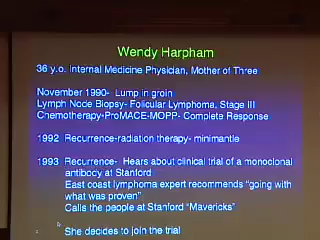 Wendy Harpham
36 y.o. Internal Medicine Physician, Mother of Three
November 1990- Lump in groin
Lymph Node Biopsy- Folicular Lymphoma, Stage III
Chemotherapy-ProMACE-MOPP- Complete Response
1992 Recurrence-radiation therapy- minimantle
1993 Recurrence- Hears about clinical trial of a monoclonal
antibody at Stanford
East coast lymphoma expert recommends "going with
what was proven"
Calls the people at Stanford "Mavericks"
She decides to join the trial